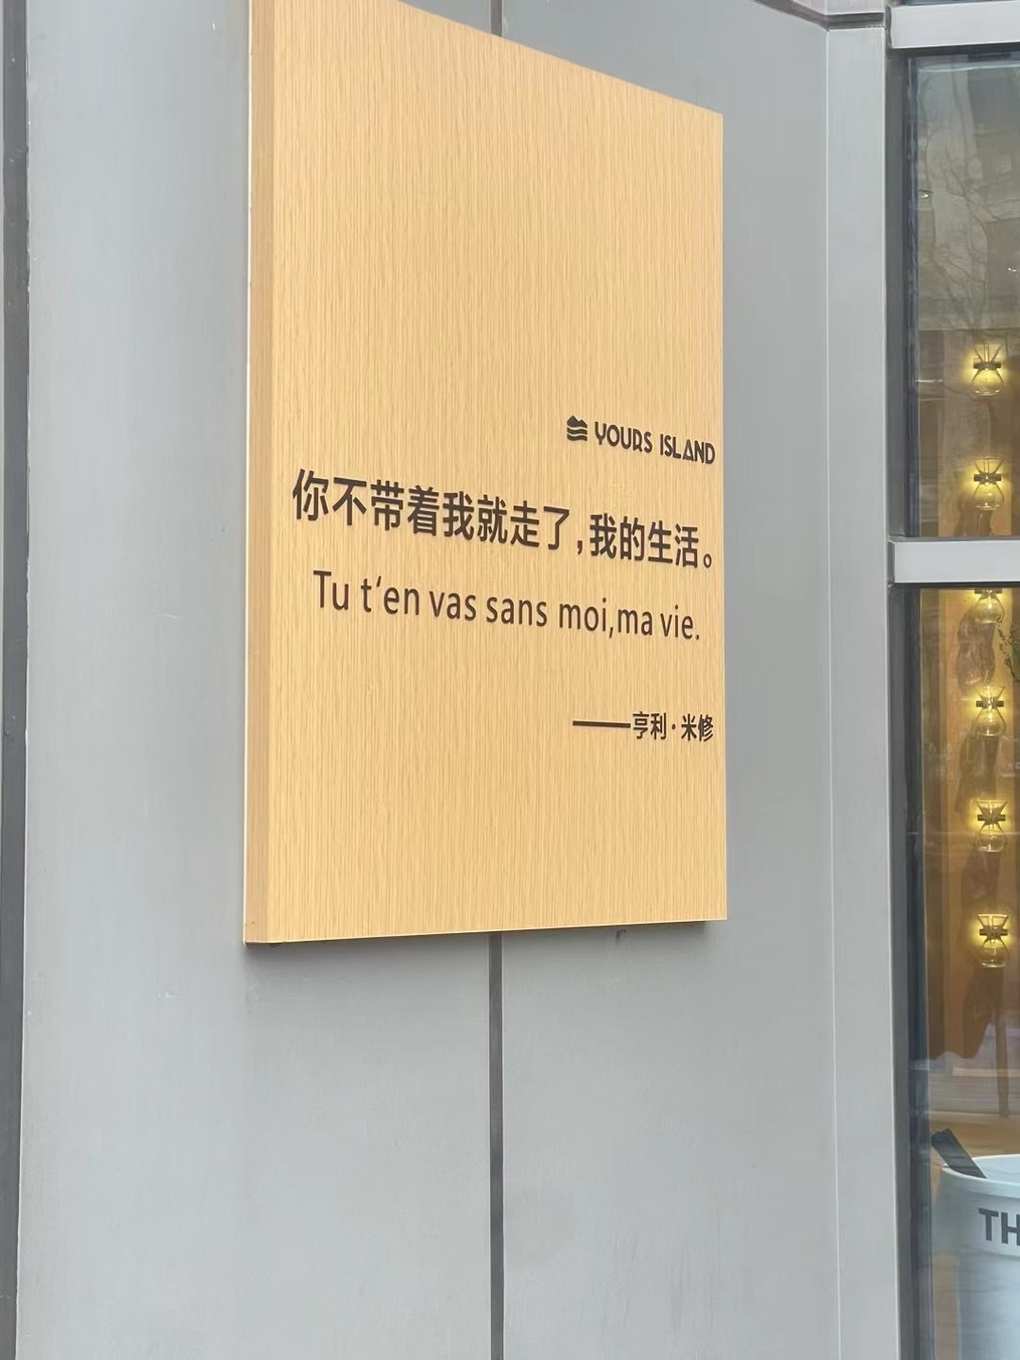 YOURS ISLAND
你不带着我就走了，我的生活。
Tu t‘en vas sans moi,ma vie.
——亨利·米修
TH